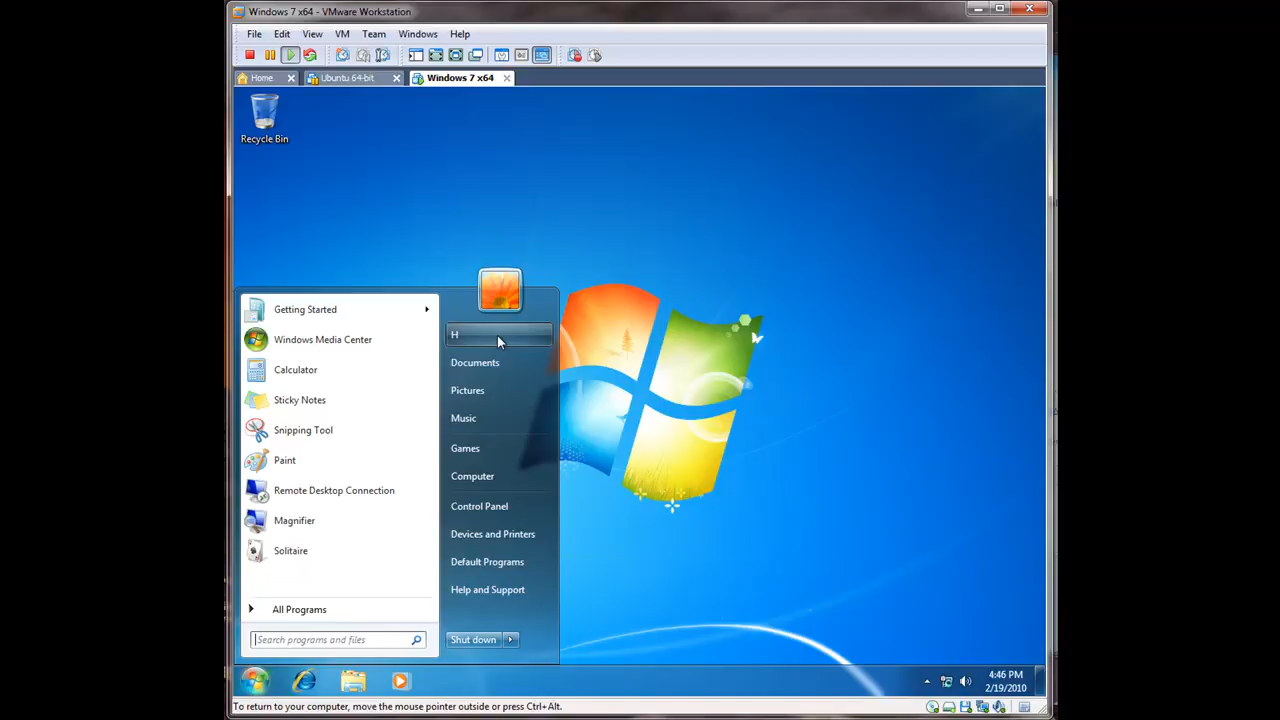 Windows 7 x64 - VMware Workstation
File Edit View VM Team Windows Help
Home Ubuntu 64-bit Windows 7 x64
Recycle Bin
Getting Started
Windows Media Center
Calculator
Sticky Notes
Snipping Tool
Paint
Remote Desktop Connection
Magnifier
Solitaire
All Programs
Search programs and files
H
Documents
Pictures
Music
Games
Computer
Control Panel
Devices and Printers
Default Programs
Help and Support
Shut down
4:46 PM
2/19/2010
To return to your computer, move the mouse pointer outside or press Ctrl+Alt.